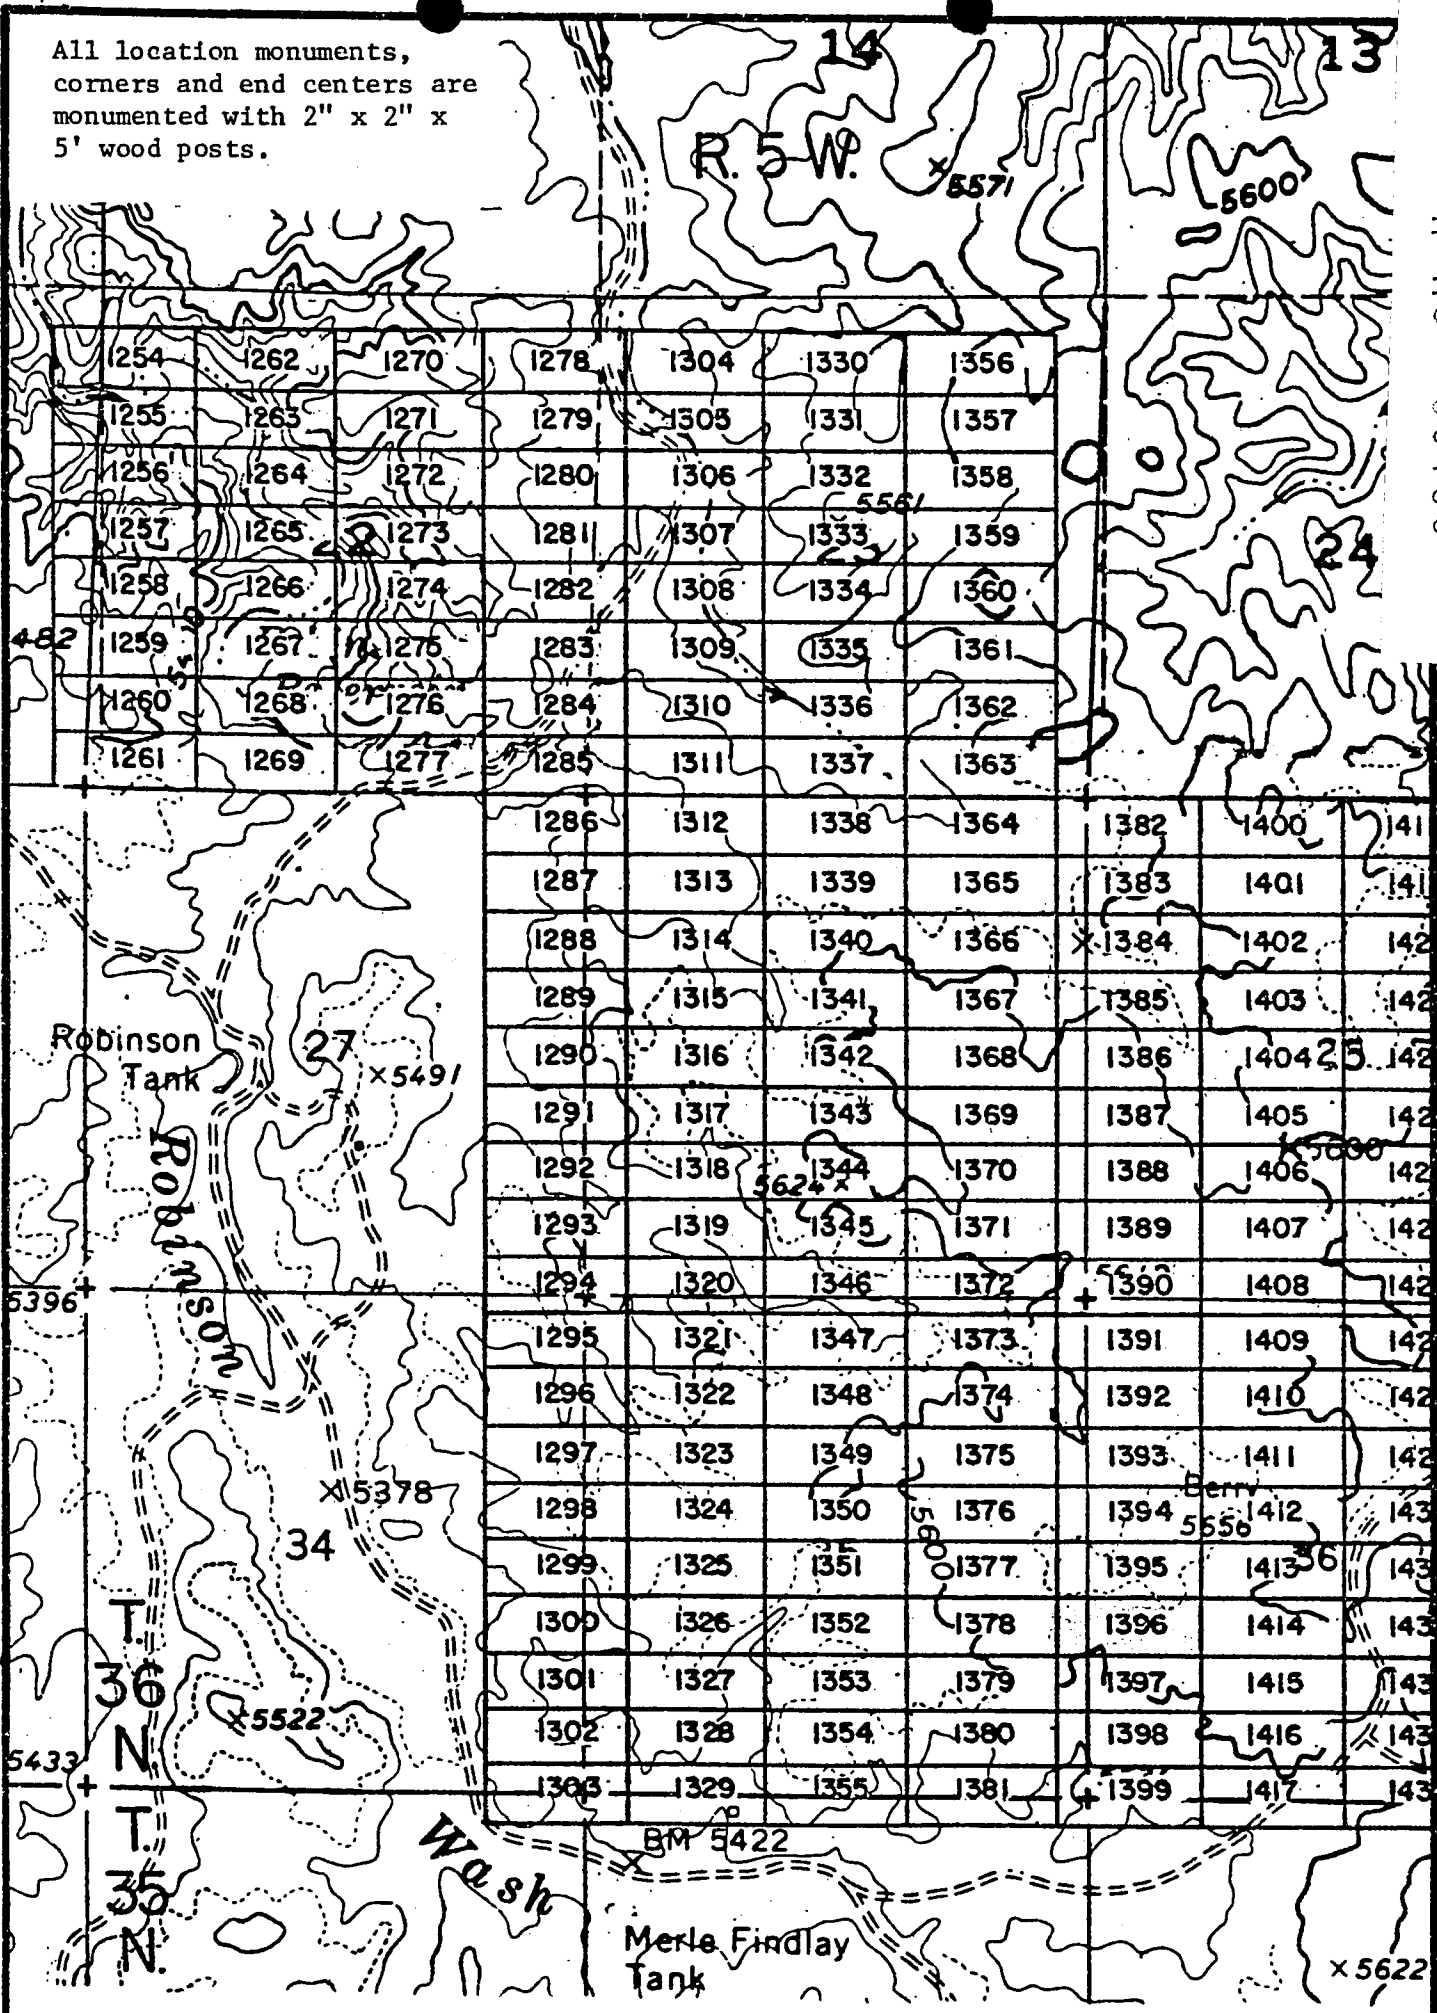 All location monuments,
corners and end centers are
monumented with 2" x 2" x
5' wood posts.
14
13
R. 5 W.
5571
5600
1254 1262 1270 1278 1304 1330 1356
1255 1263 1271 1279 1305 1331 1357
1256 1264 1272 1280 1306 1332 1358
5561
1257 1265 1273 1281 1307 1333 1359
24
1258 1266 1274 1282 1308 1334 1360
482
1259 1267 1275 1283 1309 1335 1361
1260 1268 1276 1284 1310 1336 1362
1261 1269 1277 1285 1311 1337 1363
1286 1312 1338 1364 1382 1400
1287 1313 1339 1365 1383 1401
1288 1314 1340 1366 1384 1402
1289 1315 1341 1367 1385 1403
Robinson
Tank
27
5491
1290 1316 1342 1368 1386 1404 25
1291 1317 1343 1369 1387 1405
5600
1292 1318 1344 1370 1388 1406
5624
1293 1319 1345 1371 1389 1407
Robinson
1294 1320 1346 1372 1390 1408
5396
1295 1321 1347 1373 1391 1409
1296 1322 1348 1374 1392 1410
1297 1323 1349 1375 1393 1411
5378
Berry
1298 1324 1350 1376 1394 1412
5600
5556
34
36
1299 1325 1351 1377 1395 1413
1300 1326 1352 1378 1396 1414
T.
36
N.
1301 1327 1353 1379 1397 1415
5522
1302 1328 1354 1380 1398 1416
5433
1303 1329 1355 1381 1399 1417
T.
35
N.
Wash
BM 5422
Merle Findlay
Tank
5622